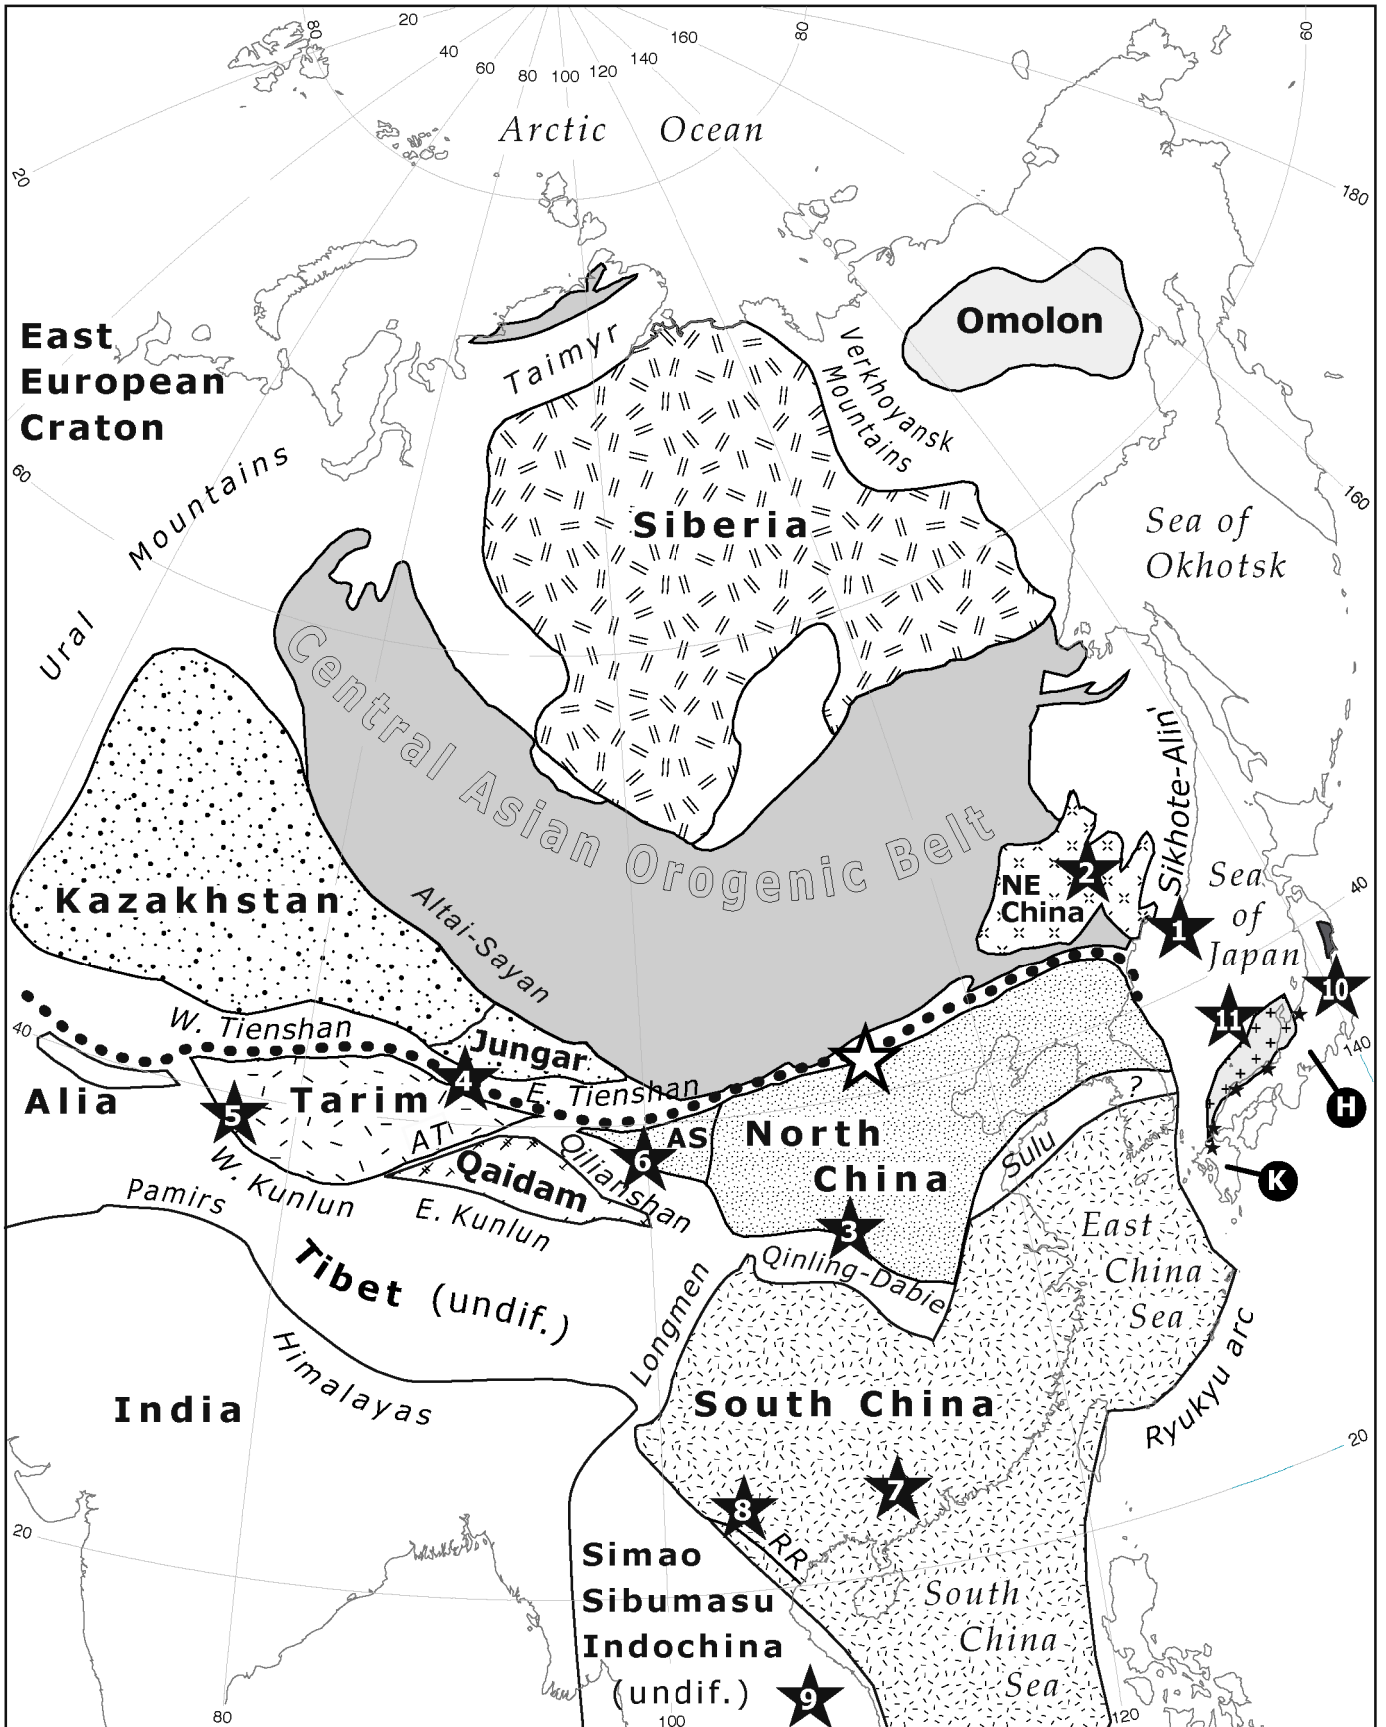 80
20
40
60
80
100
120
140
160
80
60
Arctic Ocean
20
180
Omolon
East
European
Craton
Taimyr
Verkhoyansk
Mountains
60
Ural Mountains
160
Siberia
Sea of
Okhotsk
Central Asian Orogenic Belt
Sikhote-Alin'
Kazakhstan
Altai-Sayan
NE
China
2
1
Sea
of
Japan
40
10
11
40
W. Tienshan
Jungar
140
Alia
Tarim
4
5
E. Tienshan
AT
AS
North
China
?
Sulu
H
K
6
Qaidam
Qilianshan
W. Kunlun
Pamirs
E. Kunlun
3
Qinling-Dabie
East
China
Sea
Tibet (undif.)
Longmen
Himalayas
Ryukyu arc
India
South China
20
7
8
RR
20
Simao
Sibumasu
Indochina
(undif.)
9
South
China
Sea
80
100
120